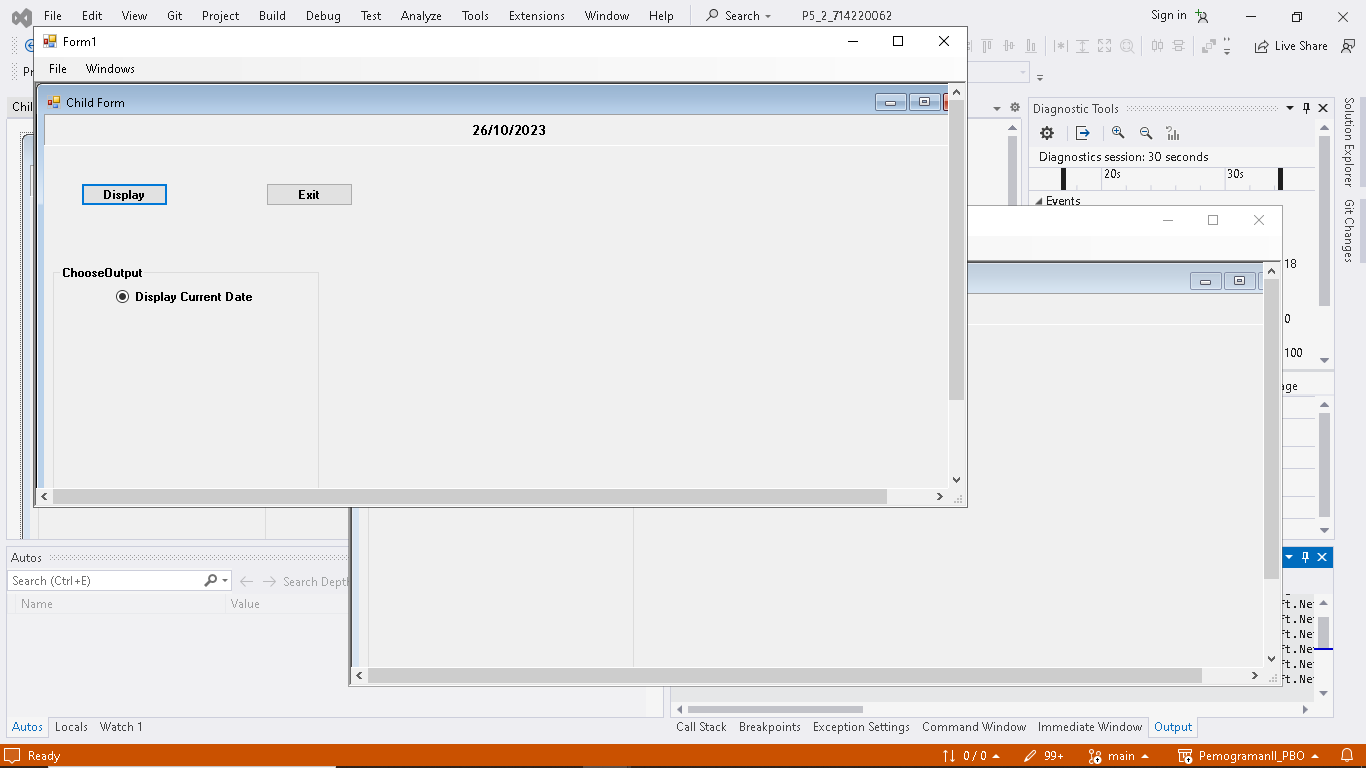 File Edit View Git Project Build Debug Test Analyze Tools Extensions Window Help Search P5_2_714220062 Sign in
Form1
Live Share
File Windows
Child Form
26/10/2023
Display Exit
ChooseOutput
Display Current Date
Diagnostic Tools
Diagnostics session: 30 seconds
20s 30s
Events
18
0
100
Solution Explorer
Git Changes
Autos
Search (Ctrl+E) Search Depth
Name Value
ft.Ne
ft.Ne
ft.Ne
ft.Ne
ft.Ne
ft.Ne
Autos Locals Watch 1
Call Stack Breakpoints Exception Settings Command Window Immediate Window Output
Ready 0 / 0 99+ main PemogramanII_PBO